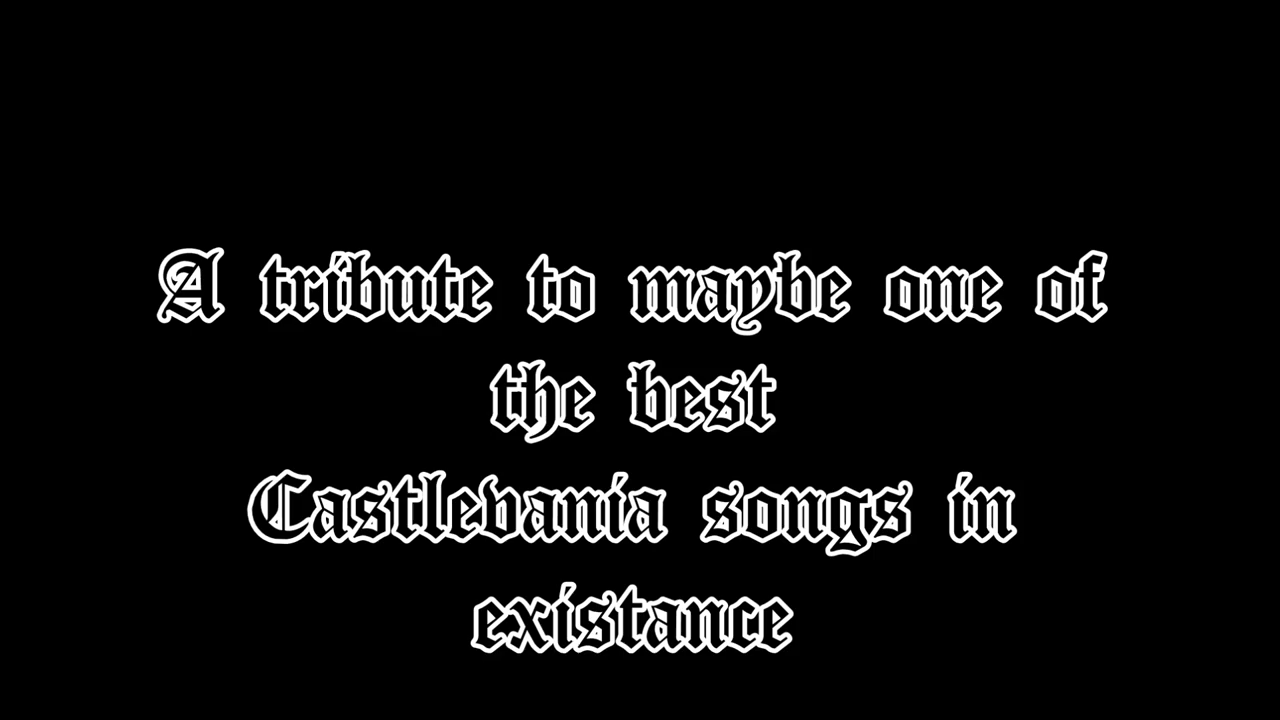 A tribute to maybe one of
the best
Castlevania songs in
existance